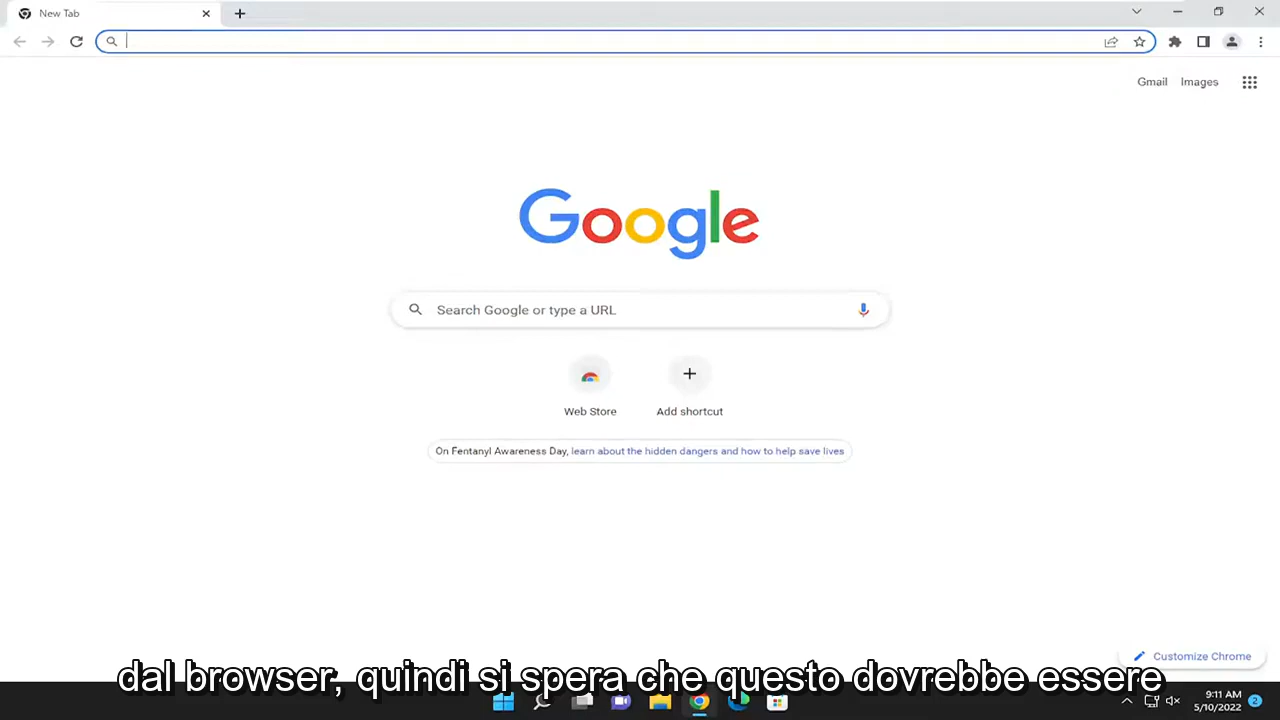 New Tab
Gmail Images
Google
Search Google or type a URL
Web Store Add shortcut
On Fentanyl Awareness Day, learn about the hidden dangers and how to help save lives
Customize Chrome
dal browser, quindi si spera che questo dovrebbe essere
9:11 AM
5/10/2022
2